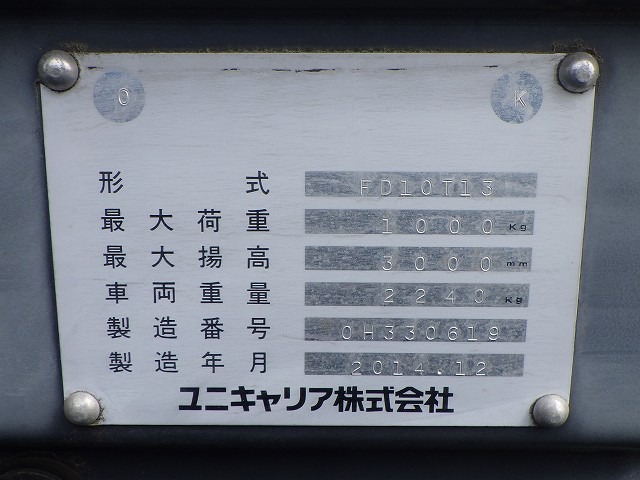 O K
形式 FD10T13
最大荷重 1000 Kg
最大揚高 3000 mm
車両重量 2240 Kg
製造番号 0H330619
製造年月 2014.12
ユニキャリア株式会社